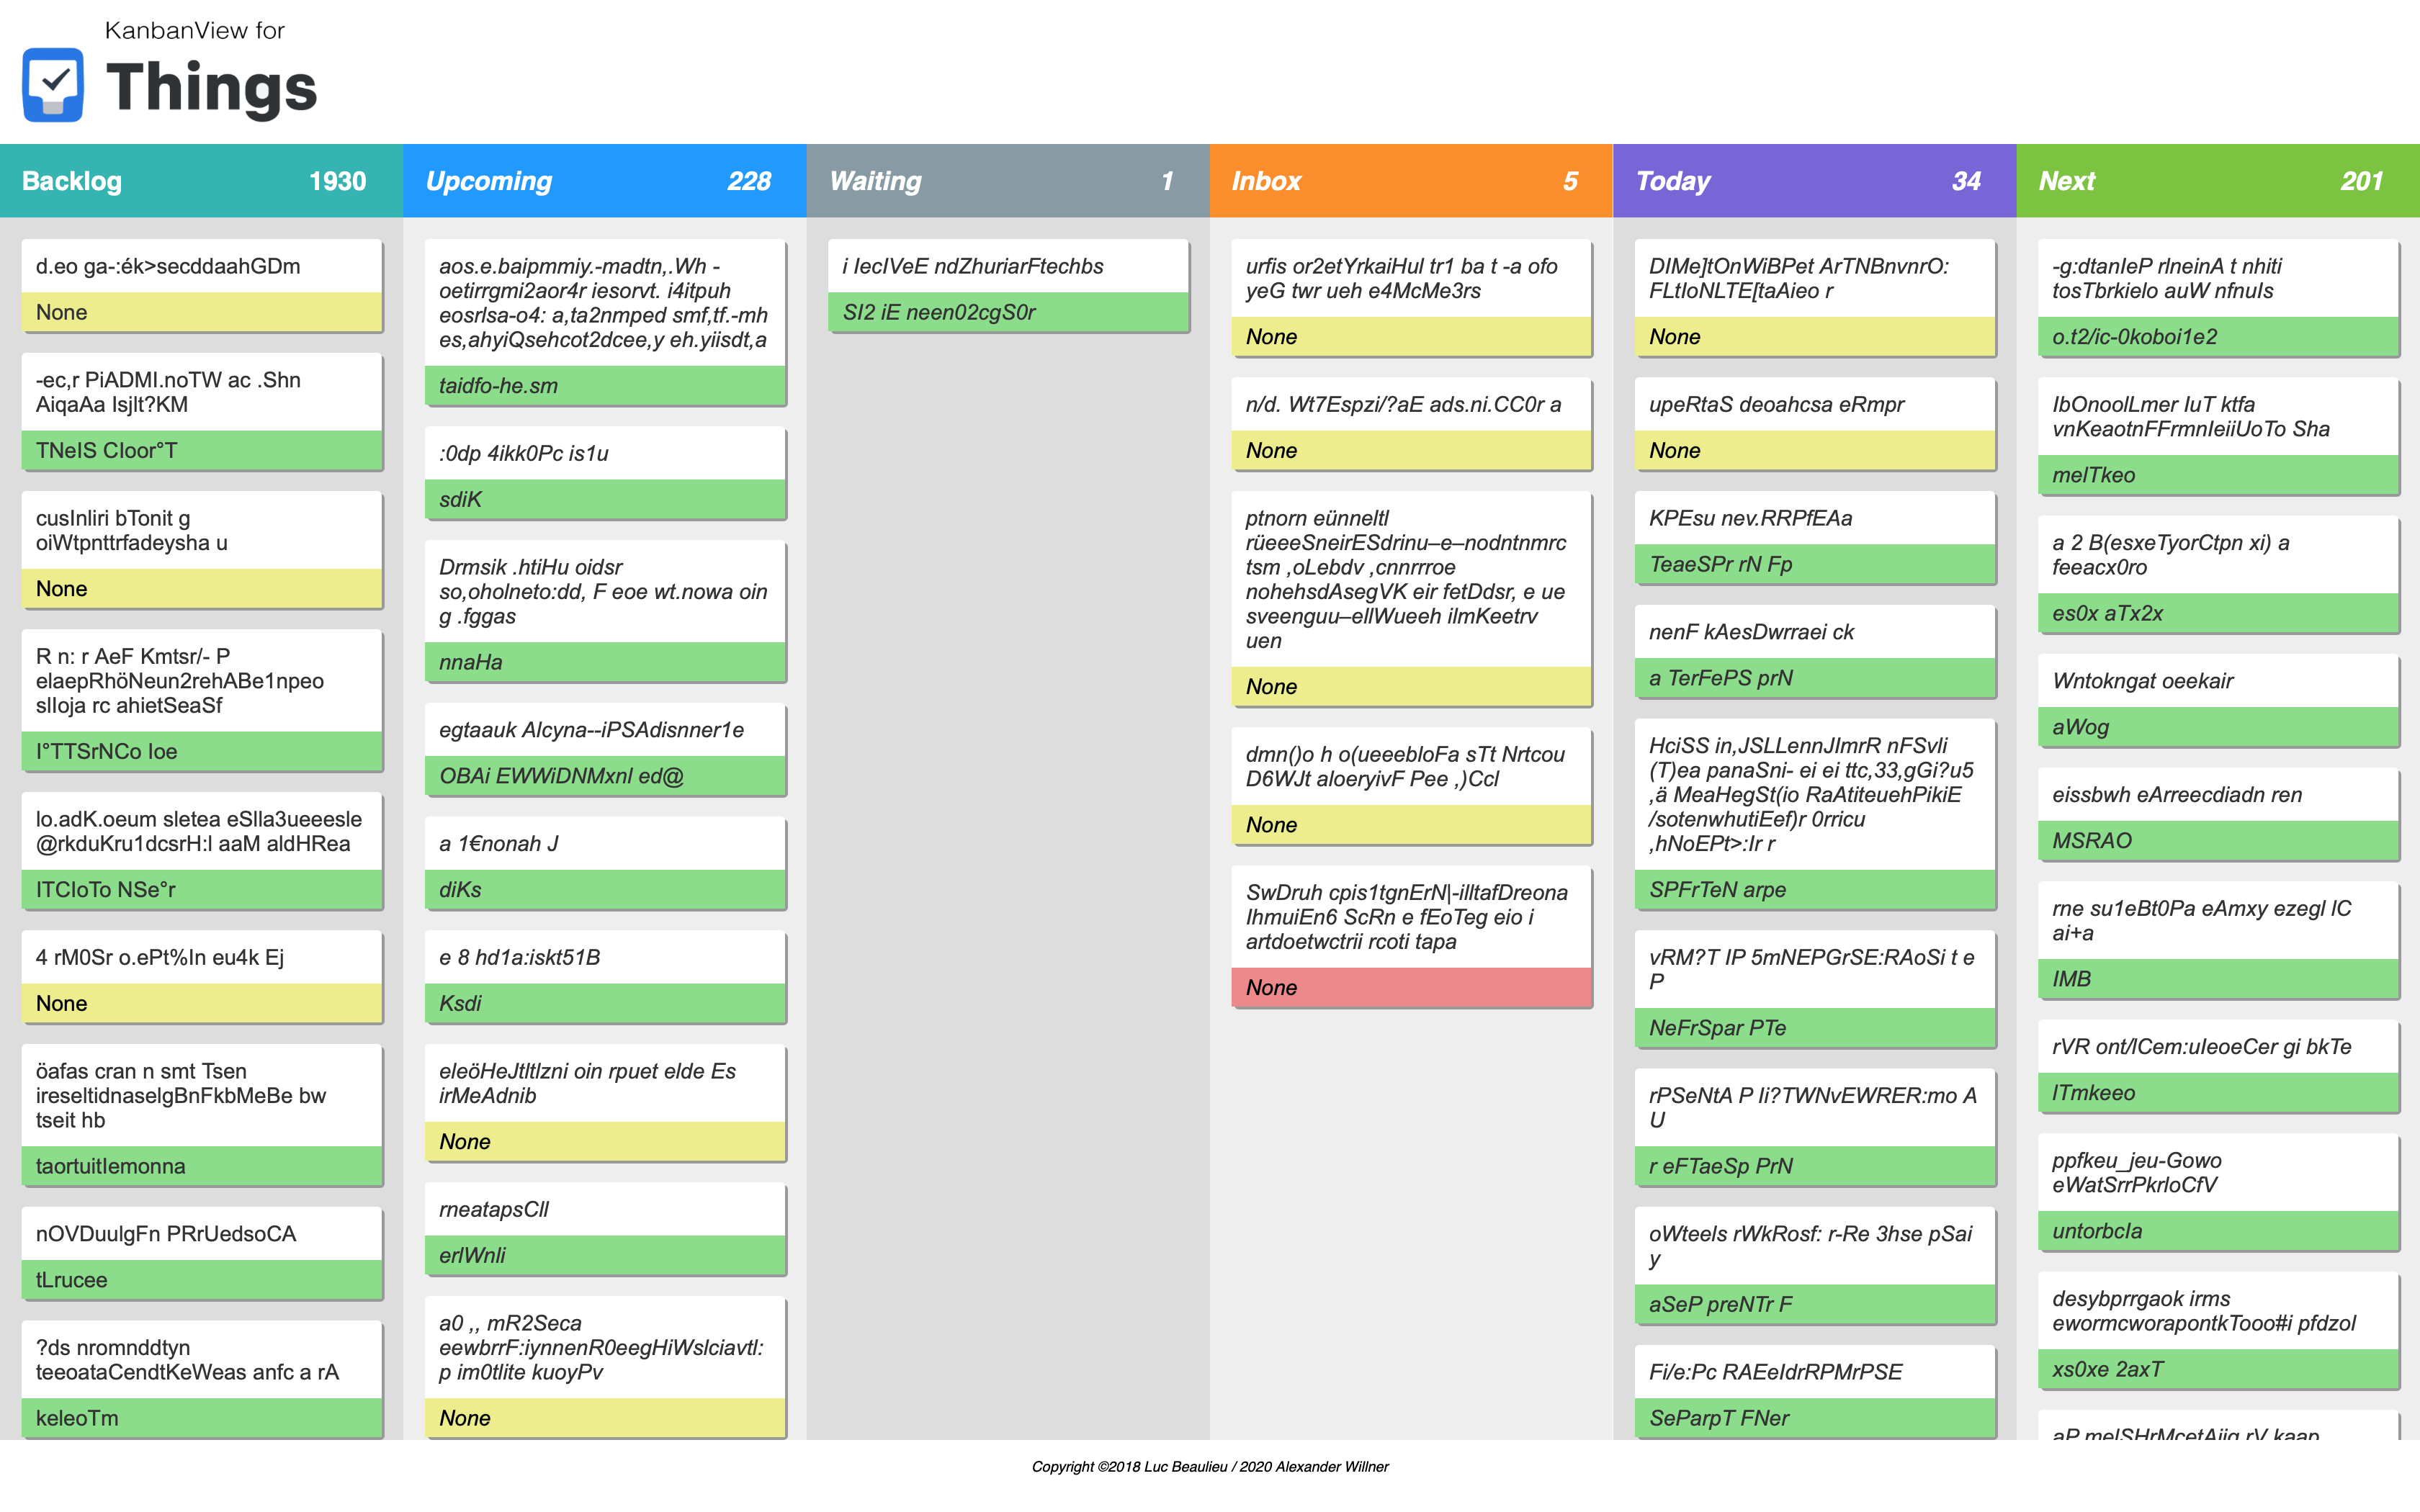 KanbanView for
Things
Backlog 1930
d.eo ga-:ék>secddaahGDm
None
-ec,r PiADMI.noTW ac .Shn
AiqaAa Isjlt?KM
TNelS Cloor°T
cusInliri bTonit g
oiWtpnttrfadeysha u
None
R n: r AeF Kmtsr/- P
elaepRhöNeun2rehABe1npeo
slloja rc ahietSeaSf
I°TTSrNCo loe
lo.adK.oeum sletea eSlla3ueeesle
@rkduKru1dcsrH:l aaM aldHRea
ITCloTo NSe°r
4 rM0Sr o.ePt%In eu4k Ej
None
öafas cran n smt Tsen
ireseltidnaselgBnFkbMeBe bw
tseit hb
taortuitlemonna
nOVDuulgFn PRrUedsoCA
tLrucee
?ds nromnddtyn
teeoataCendtKeWeas anfc a rA
keleoTm
Upcoming 228
aos.e.baipmmiy.-madtn,.Wh -
oetirrgmi2aor4r iesorvt. i4itpuh
eosrlsa-o4: a,ta2nmped smf,tf.-mh
es,ahyiQsehcot2dcee,y eh.yiisdt,a
taidfo-he.sm
:0dp 4ikk0Pc is1u
sdiK
Drmsik .htiHu oidsr
so,oholneto:dd, F eoe wt.nowa oin
g .fggas
nnaHa
egtaauk Alcyna--iPSAdisnner1e
OBAi EWWiDNMxnl ed@
a 1€nonah J
diKs
e 8 hd1a:iskt51B
Ksdi
eleöHeJtltlzni oin rpuet elde Es
irMeAdnib
None
rneatapsCll
erlWnli
a0 ,, mR2Seca
eewbrrF:iynnenR0eegHiWslciavtl:
p im0tlite kuoyPv
None
Waiting 1
i IecIVeE ndZhuriarFtechbs
SI2 iE neen02cgS0r
Inbox 5
urfis or2etYrkaiHul tr1 ba t -a ofo
yeG twr ueh e4McMe3rs
None
n/d. Wt7Espzi/?aE ads.ni.CC0r a
None
ptnorn eünneltl
rüeeeSneirESdrinu–e–nodntnmrc
tsm ,oLebdv ,cnnrrroe
nohehsdAsegVK eir fetDdsr, e ue
sveenguu–ellWueeh ilmKeetrv
uen
None
dmn()o h o(ueeebloFa sTt Nrtcou
D6WJt aloeryivF Pee ,)Ccl
None
SwDruh cpis1tgnErN|-illtafDreona
IhmuiEn6 ScRn e fEoTeg eio i
artdoetwctrii rcoti tapa
None
Today 34
DIMe]tOnWiBPet ArTNBnvnrO:
FLtIoNLTE[taAieo r
None
upeRtaS deoahcsa eRmpr
None
KPEsu nev.RRPfEAa
TeaeSPr rN Fp
nenF kAesDwrraei ck
a TerFePS prN
HciSS in,JSLLennJImrR nFSvli
(T)ea panaSni- ei ei ttc,33,gGi?u5
,ä MeaHegSt(io RaAtiteuehPikiE
/sotenwhutiEef)r 0rricu
,hNoEPt>:Ir r
SPFrTeN arpe
vRM?T IP 5mNEPGrSE:RAoSi t e
P
NeFrSpar PTe
rPSeNtA P li?TWNvEWRER:mo A
U
r eFTaeSp PrN
oWteels rWkRosf: r-Re 3hse pSai
y
aSeP preNTr F
Fi/e:Pc RAEeIdrRPMrPSE
SeParpT FNer
Next 201
-g:dtanleP rlneinA t nhiti
tosTbrkielo auW nfnuls
o.t2/ic-0koboi1e2
IbOnoolLmer IuT ktfa
vnKeaotnFFrmnleiiUoTo Sha
melTkeo
a 2 B(esxeTyorCtpn xi) a
feeacx0ro
es0x aTx2x
Wntokngat oeekair
aWog
eissbwh eArreecdiadn ren
MSRAO
rne su1eBt0Pa eAmxy ezegl lC
ai+a
IMB
rVR ont/lCem:uleoeCer gi bkTe
lTmkeeo
ppfkeu_jeu-Gowo
eWatSrrPkrloCfV
untorbcla
desybprrgaok irms
ewormcworapontkTooo#i pfdzol
xs0xe 2axT
Copyright ©2018 Luc Beaulieu / 2020 Alexander Willner